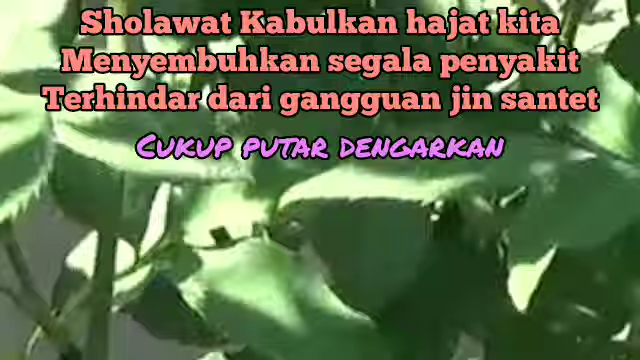 Sholawat Kabulkan hajat kita
Menyembuhkan segala penyakit
Terhindar dari gangguan jin santet
Cukup putar dengarkan